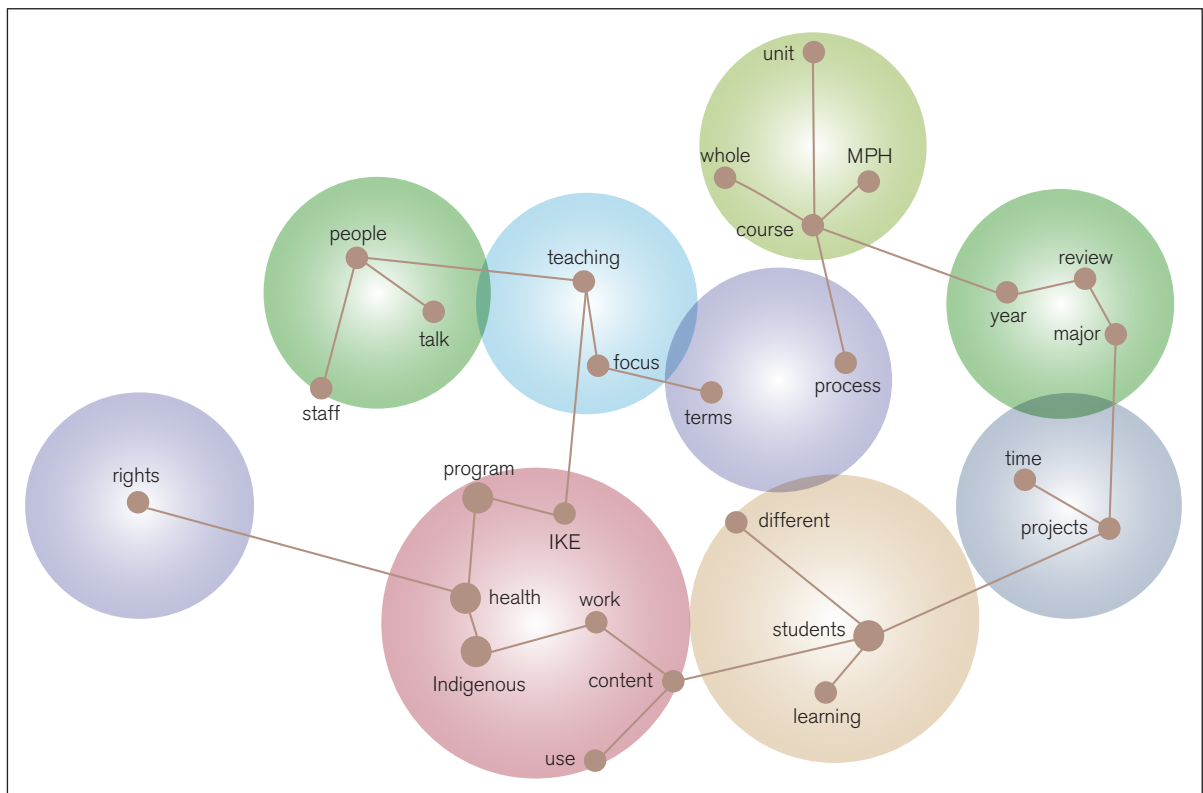 unit
whole
MPH
course
people
teaching
review
year
major
talk
focus
process
terms
staff
rights
program
IKE
time
different
projects
health
work
students
Indigenous
content
learning
use